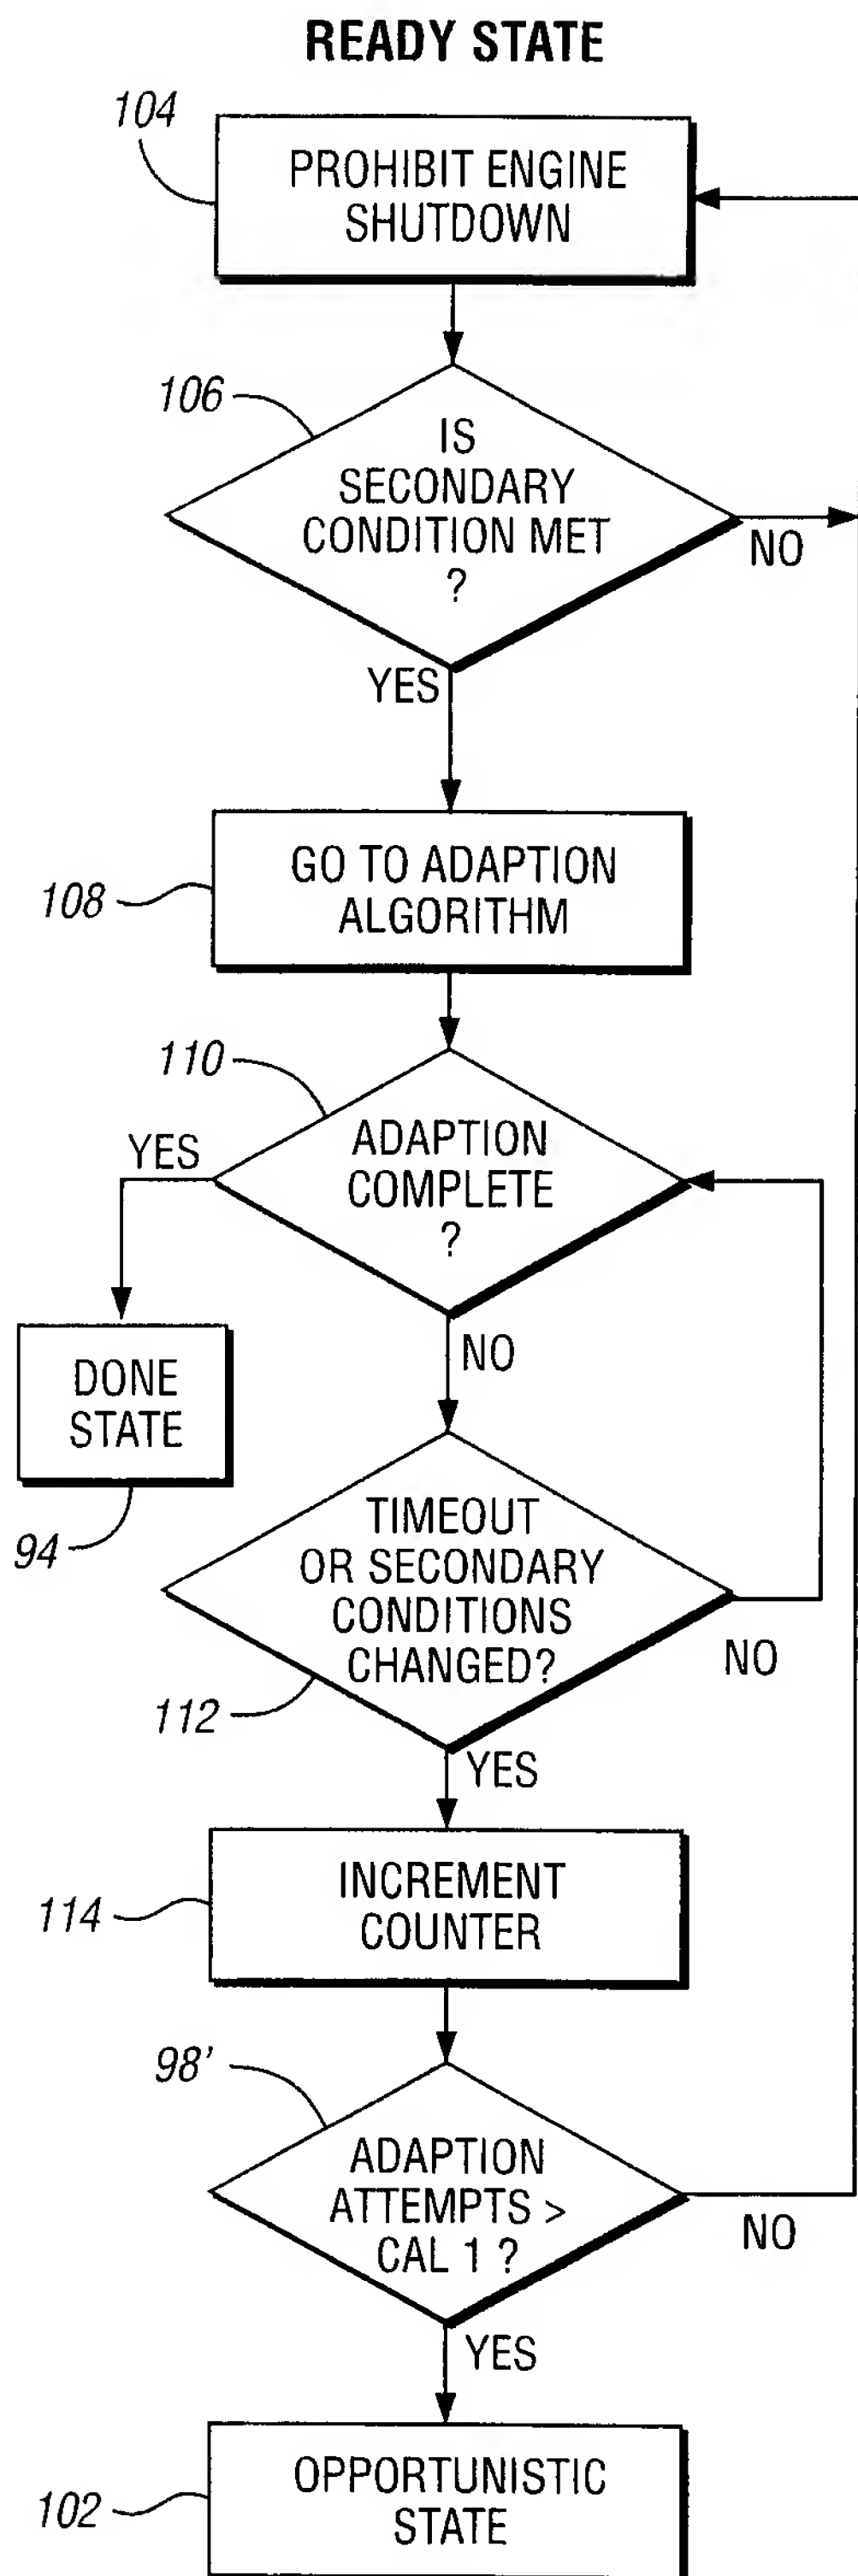 READY STATE
104
PROHIBIT ENGINE
SHUTDOWN
106
IS
SECONDARY
CONDITION MET
?
NO
YES
108
GO TO ADAPTION
ALGORITHM
110
YES
ADAPTION
COMPLETE
?
NO
DONE
STATE
94
TIMEOUT
OR SECONDARY
CONDITIONS
CHANGED?
NO
112
YES
114
INCREMENT
COUNTER
98'
ADAPTION
ATTEMPTS >
CAL 1 ?
NO
YES
102
OPPORTUNISTIC
STATE